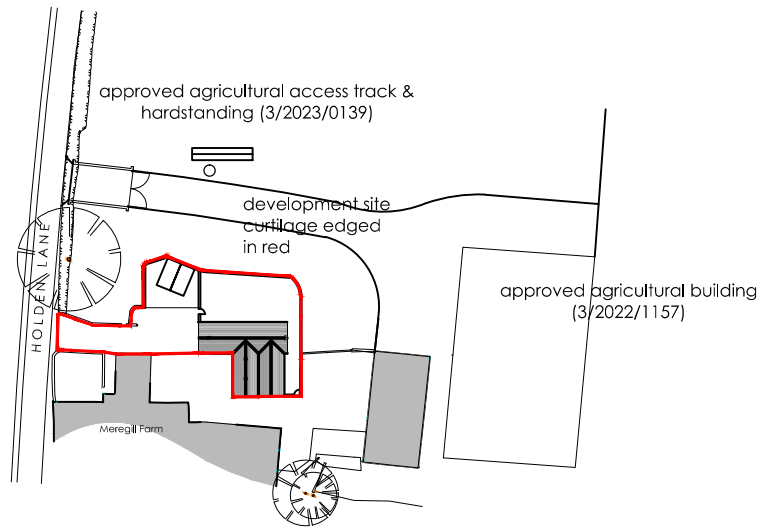 approved agricultural access track &
hardstanding (3/2023/0139)
development site
curtilage edged
in red
HOLDEN LANE
approved agricultural building
(3/2022/1157)
Meregill Farm